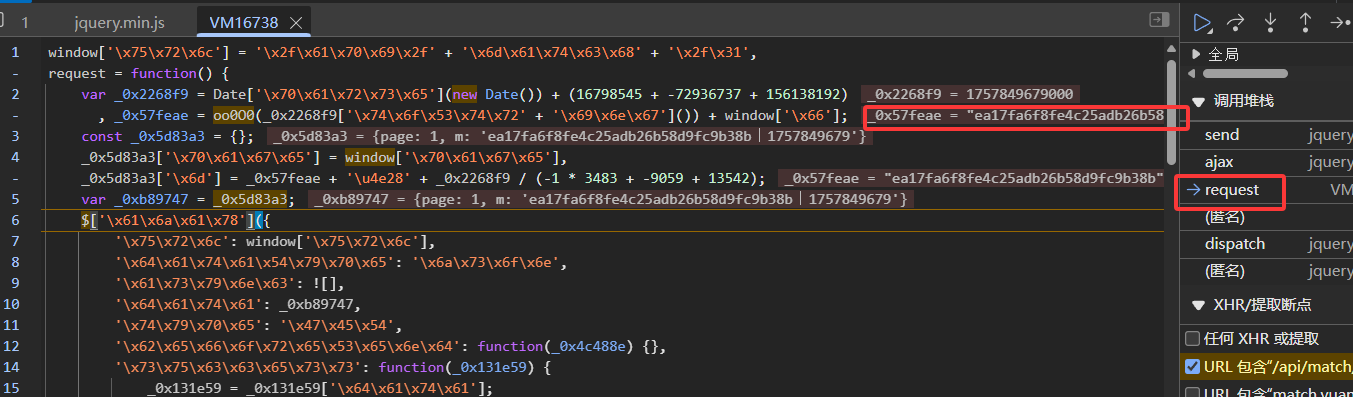 1
jquery.min.js
VM16738
1 window['\x75\x72\x6c'] = '\x2f\x61\x70\x69\x2f' + '\x6d\x61\x74\x63\x68' + '\x2f\x31',
- request = function() {
2 var _0x2268f9 = Date['\x70\x61\x72\x73\x65'](new Date()) + (16798545 + -72936737 + 156138192) _0x2268f9 = 1757849679000
- , _0x57feae = oo0O0(_0x2268f9['\x74\x6f\x53\x74\x72' + '\x69\x6e\x67']()) + window['\x66']; _0x57feae = "ea17fa6f8fe4c25adb26b58
3 const _0x5d83a3 = {}; _0x5d83a3 = {page: 1, m: 'ea17fa6f8fe4c25adb26b58d9fc9b38b丨1757849679'}
4 _0x5d83a3['\x70\x61\x67\x65'] = window['\x70\x61\x67\x65'],
- _0x5d83a3['\x6d'] = _0x57feae + '\u4e28' + _0x2268f9 / (-1 * 3483 + -9059 + 13542); _0x57feae = "ea17fa6f8fe4c25adb26b58d9fc9b38b"
5 var _0xb89747 = _0x5d83a3; _0xb89747 = {page: 1, m: 'ea17fa6f8fe4c25adb26b58d9fc9b38b丨1757849679'}
6 $['\x61\x6a\x61\x78']({
7 '\x75\x72\x6c': window['\x75\x72\x6c'],
8 '\x64\x61\x74\x61\x54\x79\x70\x65': '\x6a\x73\x6f\x6e',
9 '\x61\x73\x79\x6e\x63': ![],
10 '\x64\x61\x74\x61': _0xb89747,
11 '\x74\x79\x70\x65': '\x47\x45\x54',
12 '\x62\x65\x66\x6f\x72\x65\x53\x65\x6e\x64': function(_0x4c488e) {},
14 '\x73\x75\x63\x63\x65\x73\x73': function(_0x131e59) {
15 _0x131e59 = _0x131e59['\x64\x61\x74\x61'];
全局
调用堆栈
send jquery
ajax jquery
request VM
(匿名)
dispatch jquery
(匿名) jquery
XHR/提取断点
任何 XHR 或提取
URL 包含"/api/match/
URL 包含"match.yuan